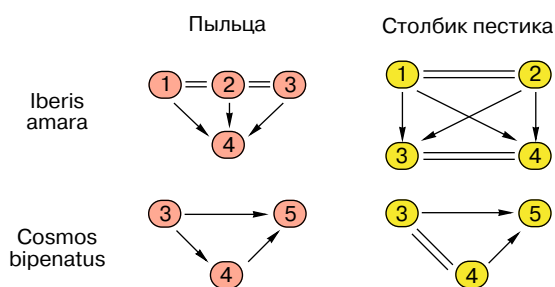 Пыльца
Столбик пестика
Iberis
amara
1 2 3
4
1 2
3 4
Cosmos
bipenatus
3 5
4
3 5
4